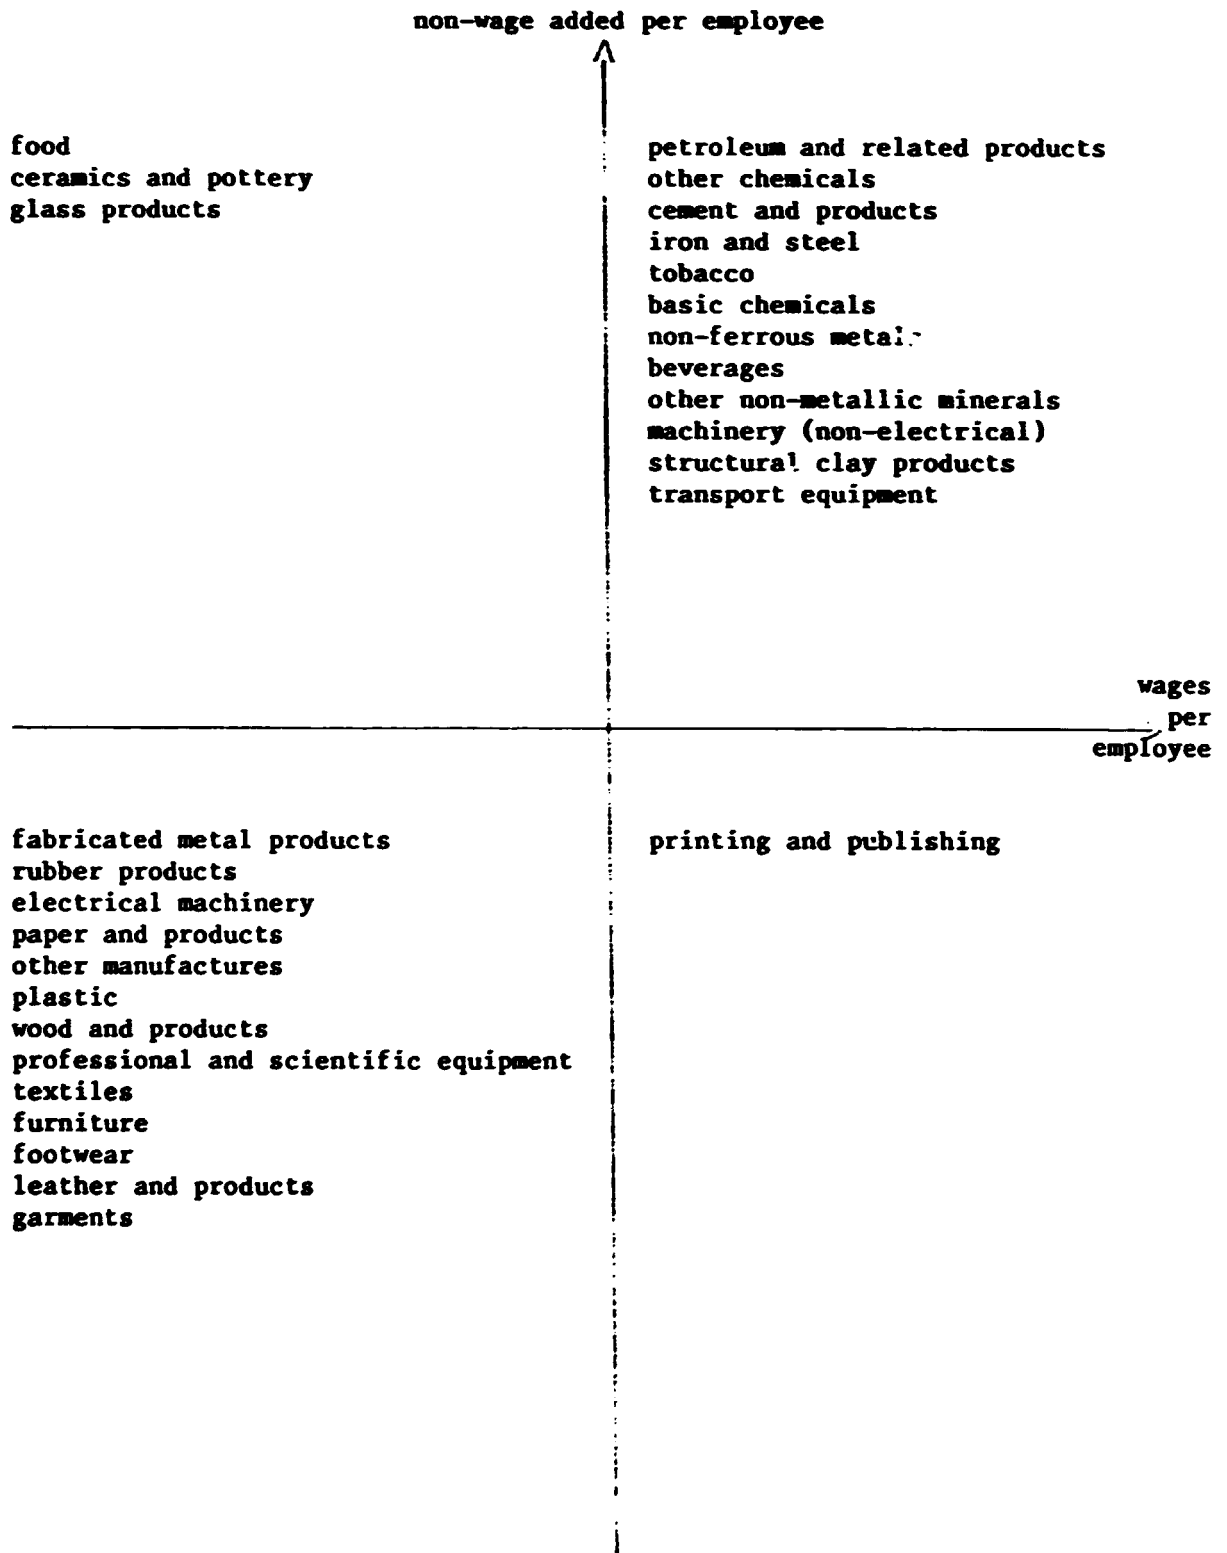 non-wage added per employee
food
ceramics and pottery
glass products
petroleum and related products
other chemicals
cement and products
iron and steel
tobacco
basic chemicals
non-ferrous metals
beverages
other non-metallic minerals
machinery (non-electrical)
structural clay products
transport equipment
wages
per
employee
fabricated metal products
rubber products
electrical machinery
paper and products
other manufactures
plastic
wood and products
professional and scientific equipment
textiles
furniture
footwear
leather and products
garments
printing and publishing